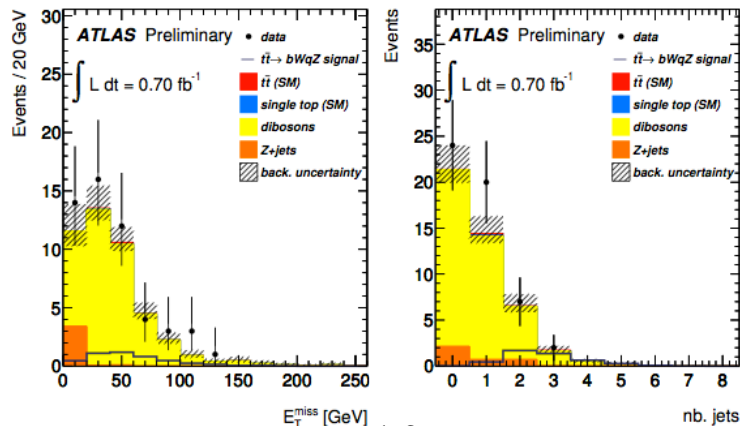 Events / 20 GeV
30
25
20
15
10
5
0
ATLAS Preliminary
∫ L dt = 0.70 fb⁻¹
data
tt̄→ bWqZ signal
tt̄ (SM)
single top (SM)
dibosons
Z+jets
back. uncertainty
0 50 100 150 200 250
E_T^miss [GeV]
Events
35
30
25
20
15
10
5
0
ATLAS Preliminary
∫ L dt = 0.70 fb⁻¹
data
tt̄→ bWqZ signal
tt̄ (SM)
single top (SM)
dibosons
Z+jets
back. uncertainty
0 1 2 3 4 5 6 7 8
nb. jets